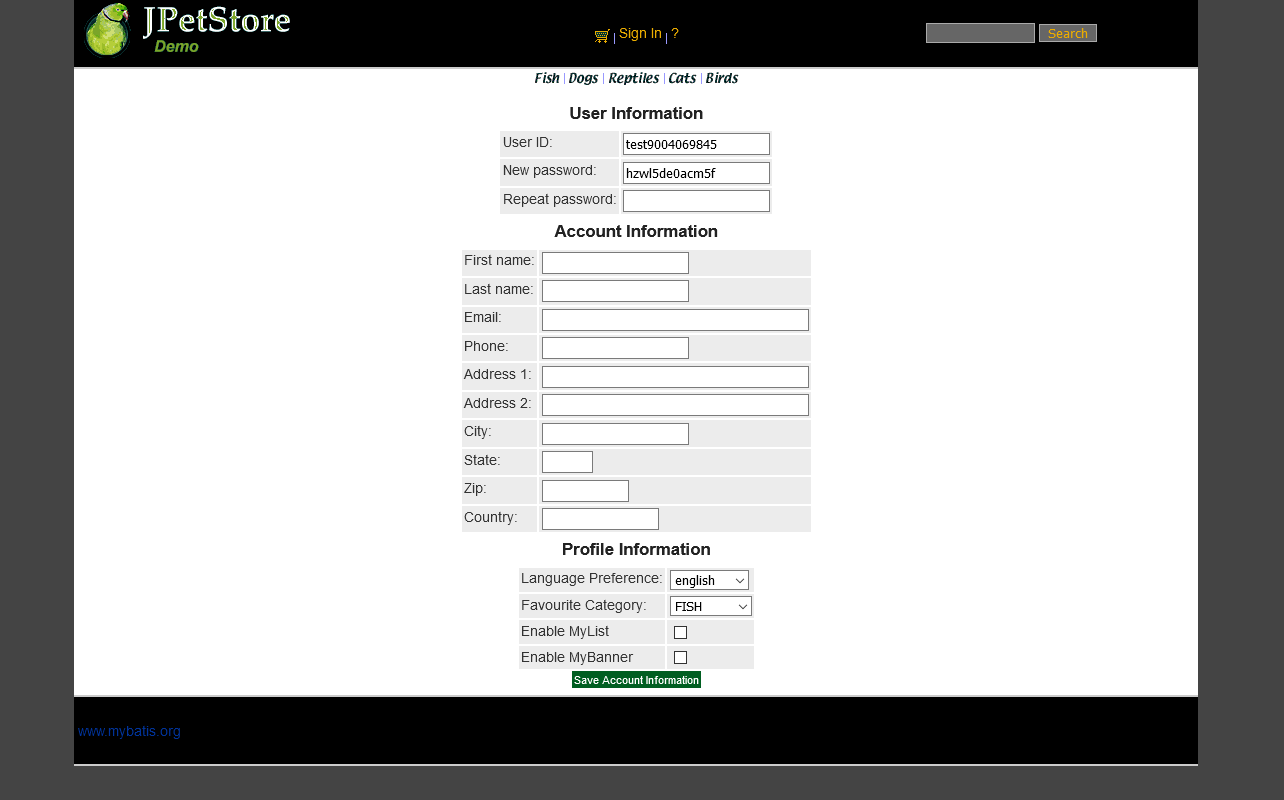 JPetStore
Demo
Sign In | ?
Search
Fish | Dogs | Reptiles | Cats | Birds
User Information
User ID: test9004069845
New password: hzwl5de0acm5f
Repeat password:
Account Information
First name:
Last name:
Email:
Phone:
Address 1:
Address 2:
City:
State:
Zip:
Country:
Profile Information
Language Preference: english
Favourite Category: FISH
Enable MyList
Enable MyBanner
Save Account Information
www.mybatis.org